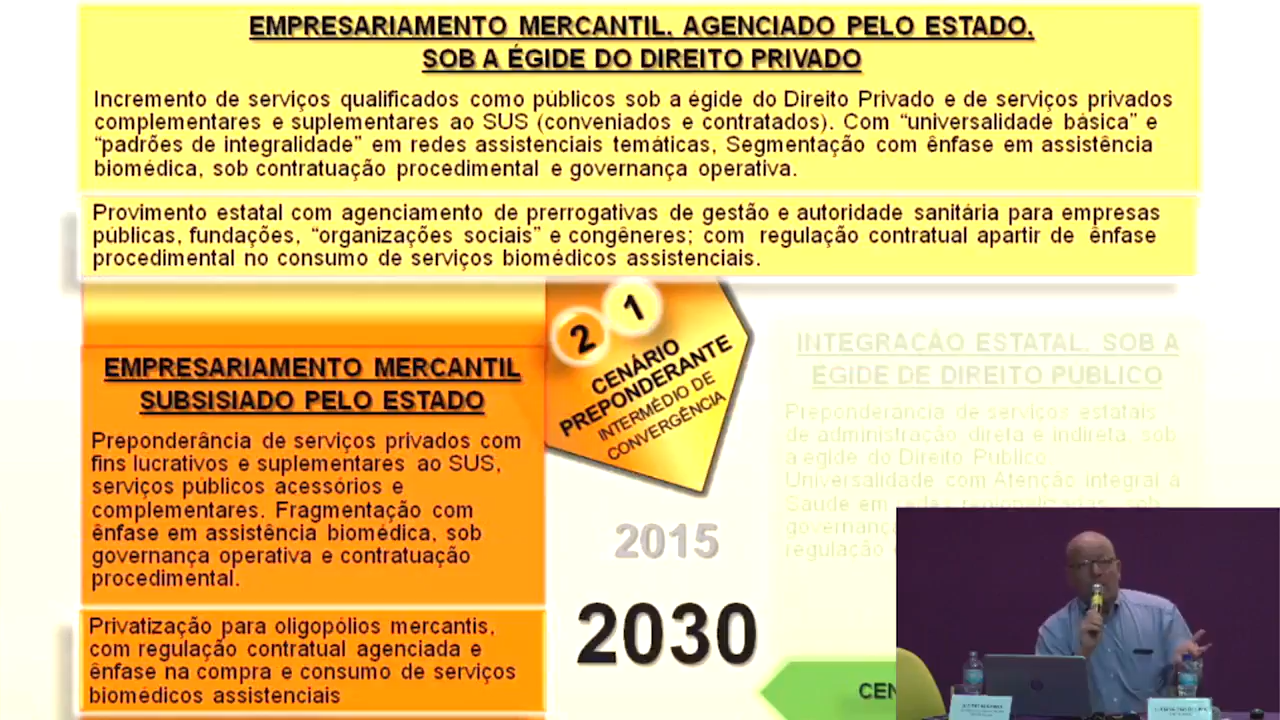 EMPRESARIAMENTO MERCANTIL, AGENCIADO PELO ESTADO,
SOB A ÉGIDE DO DIREITO PRIVADO
Incremento de serviços qualificados como públicos sob a égide do Direito Privado e de serviços privados
complementares e suplementares ao SUS (conveniados e contratados). Com “universalidade básica” e
“padrões de integralidade” em redes assistenciais temáticas, Segmentação com ênfase em assistência
biomédica, sob contratuação procedimental e governança operativa.
Provimento estatal com agenciamento de prerrogativas de gestão e autoridade sanitária para empresas
públicas, fundações, “organizações sociais” e congêneres; com regulação contratual apartir de ênfase
procedimental no consumo de serviços biomédicos assistenciais.
2 1
CENÁRIO
PREPONDERANTE
INTERMÉDIO DE
CONVERGÊNCIA
EMPRESARIAMENTO MERCANTIL
SUBSISIADO PELO ESTADO
Preponderância de serviços privados com
fins lucrativos e suplementares ao SUS,
serviços públicos acessórios e
complementares. Fragmentação com
ênfase em assistência biomédica, sob
governança operativa e contratuação
procedimental.
Privatização para oligopólios mercantis,
com regulação contratual agenciada e
ênfase na compra e consumo de serviços
biomédicos assistenciais
2015
2030
INTEGRAÇÃO ESTATAL, SOB A
ÉGIDE DE DIREITO PÚBLICO
Preponderância de serviços estatais
de administração direta e indireta, sob
a égide do Direito Público.
Universalidade com Atenção integral à
Saúde em redes regionalizadas, sob
governança
regulação
CEN